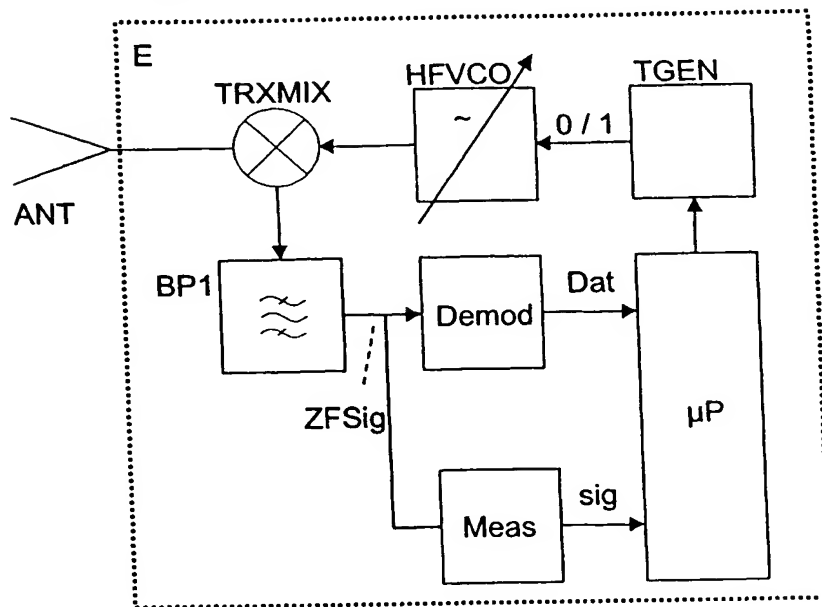 E
HFVCO
TGEN
TRXMIX
~
0 / 1
ANT
BP1
Demod
Dat
ZFSig
µP
Meas
sig